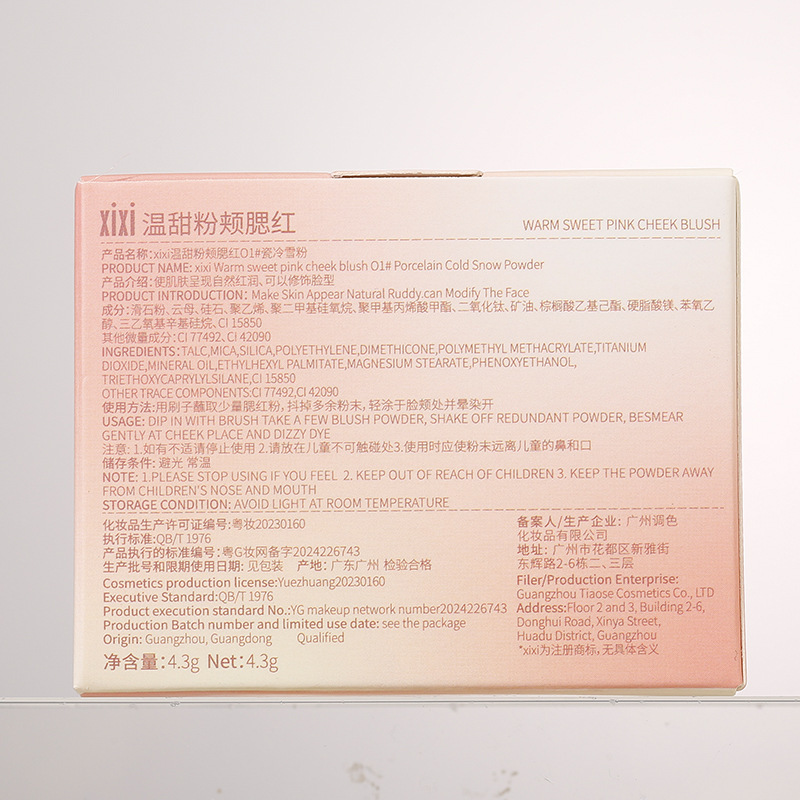 xixi 温甜粉颊腮红
WARM SWEET PINK CHEEK BLUSH
产品名称:xixi温甜粉颊腮红01#瓷冷雪粉
PRODUCT NAME: xixi Warm sweet pink cheek blush 01# Porcelain Cold Snow Powder
产品介绍:使肌肤呈现自然红润、可以修饰脸型
PRODUCT INTRODUCTION: Make Skin Appear Natural Ruddy.can Modify The Face
成分:滑石粉、云母、硅石、聚乙烯、聚二甲基硅氧烷、聚甲基丙烯酸甲酯、二氧化钛、矿油、棕榈酸乙基己酯、硬脂酸镁、苯氧乙
醇、三乙氧基辛基硅烷、CI 15850
其他微量成分:CI 77492、CI 42090
INGREDIENTS:TALC,MICA,SILICA,POLYETHYLENE,DIMETHICONE,POLYMETHYL METHACRYLATE,TITANIUM
DIOXIDE,MINERAL OIL,ETHYLHEXYL PALMITATE,MAGNESIUM STEARATE,PHENOXYETHANOL,
TRIETHOXYCAPRYLYLSILANE,CI 15850
OTHER TRACE COMPONENTS:CI 77492,CI 42090
使用方法:用刷子蘸取少量腮红粉，抖掉多余粉末，轻涂于脸颊处并晕染开
USAGE: DIP IN WITH BRUSH TAKE A FEW BLUSH POWDER, SHAKE OFF REDUNDANT POWDER, BESMEAR
GENTLY AT CHEEK PLACE AND DIZZY DYE
注意: 1.如有不适请停止使用 2.请放在儿童不可触碰处3.使用时应使粉末远离儿童的鼻和口
储存条件: 避光 常温
NOTE: 1.PLEASE STOP USING IF YOU FEEL 2. KEEP OUT OF REACH OF CHILDREN 3. KEEP THE POWDER AWAY
FROM CHILDREN'S NOSE AND MOUTH
STORAGE CONDITION: AVOID LIGHT AT ROOM TEMPERATURE
化妆品生产许可证编号:粤妆20230160
执行标准:QB/T 1976
产品执行的标准编号: 粤G妆网备字2024226743
生产批号和限期使用日期: 见包装 产地: 广东广州 检验合格
Cosmetics production license:Yuezhuang20230160
Executive Standard:QB/T 1976
Product execution standard No.:YG makeup network number2024226743
Production Batch number and limited use date: see the package
Origin: Guangzhou, Guangdong Qualified
净含量:4.3g Net:4.3g
备案人/生产企业: 广州调色
化妆品有限公司
地址: 广州市花都区新雅街
东辉路2-6栋二、三层
Filer/Production Enterprise:
Guangzhou Tiaose Cosmetics Co., LTD
Address:Floor 2 and 3, Building 2-6,
Donghui Road, Xinya Street,
Huadu District, Guangzhou
*xixi为注册商标，无具体含义